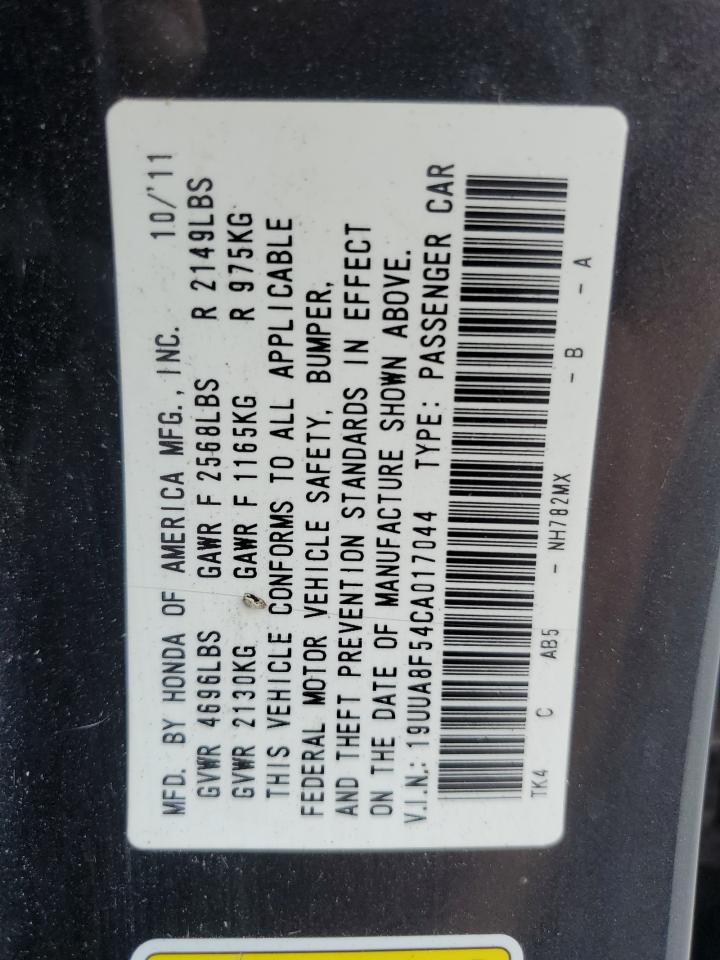 MFD. BY HONDA OF AMERICA MFG., INC. 10/'11
GVWR 4696LBS GAWR F 2568LBS R 2149LBS
GVWR 2130KG GAWR F 1165KG R 975KG
THIS VEHICLE CONFORMS TO ALL APPLICABLE
FEDERAL MOTOR VEHICLE SAFETY, BUMPER,
AND THEFT PREVENTION STANDARDS IN EFFECT
ON THE DATE OF MANUFACTURE SHOWN ABOVE.
V.I.N.: 19UUA8F54CA017044 TYPE: PASSENGER CAR
TK4 C AB5 - NH782MX - B - A